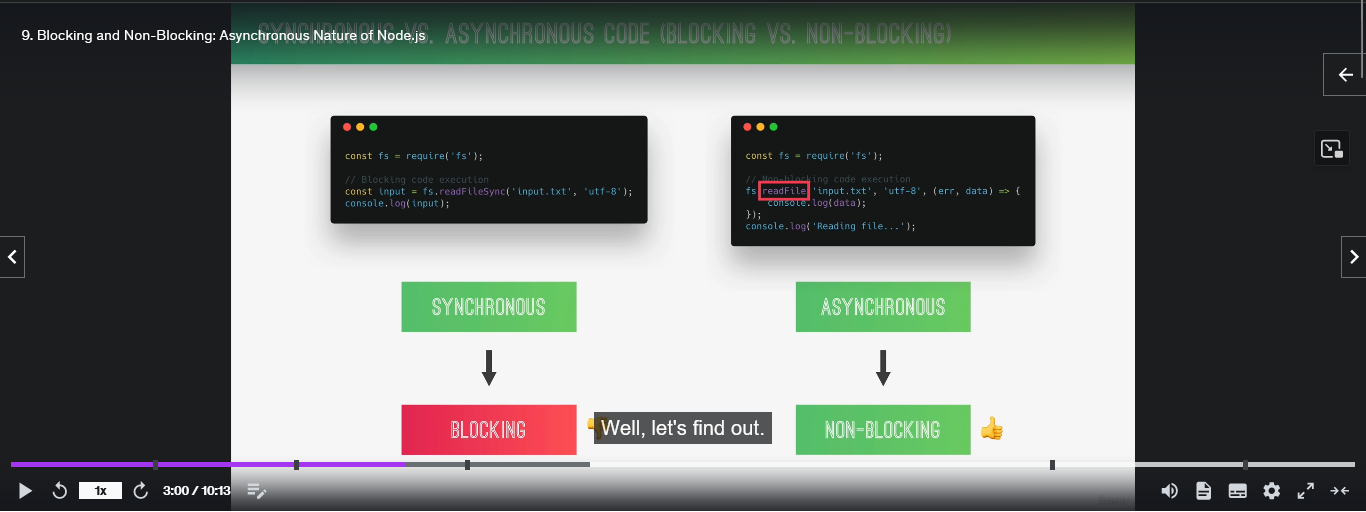 SYNCHRONOUS VS. ASYNCHRONOUS CODE (BLOCKING VS. NON-BLOCKING)
9. Blocking and Non-Blocking: Asynchronous Nature of Node.js
const fs = require('fs');
// Blocking code execution
const input = fs.readFileSync('input.txt', 'utf-8');
console.log(input);
const fs = require('fs');
// Non-blocking code execution
fs readFile 'input.txt', 'utf-8', (err, data) => {
console.log(data);
});
console.log('Reading file...');
SYNCHRONOUS
ASYNCHRONOUS
BLOCKING
Well, let's find out.
NON-BLOCKING
1x
3:00 / 10:13